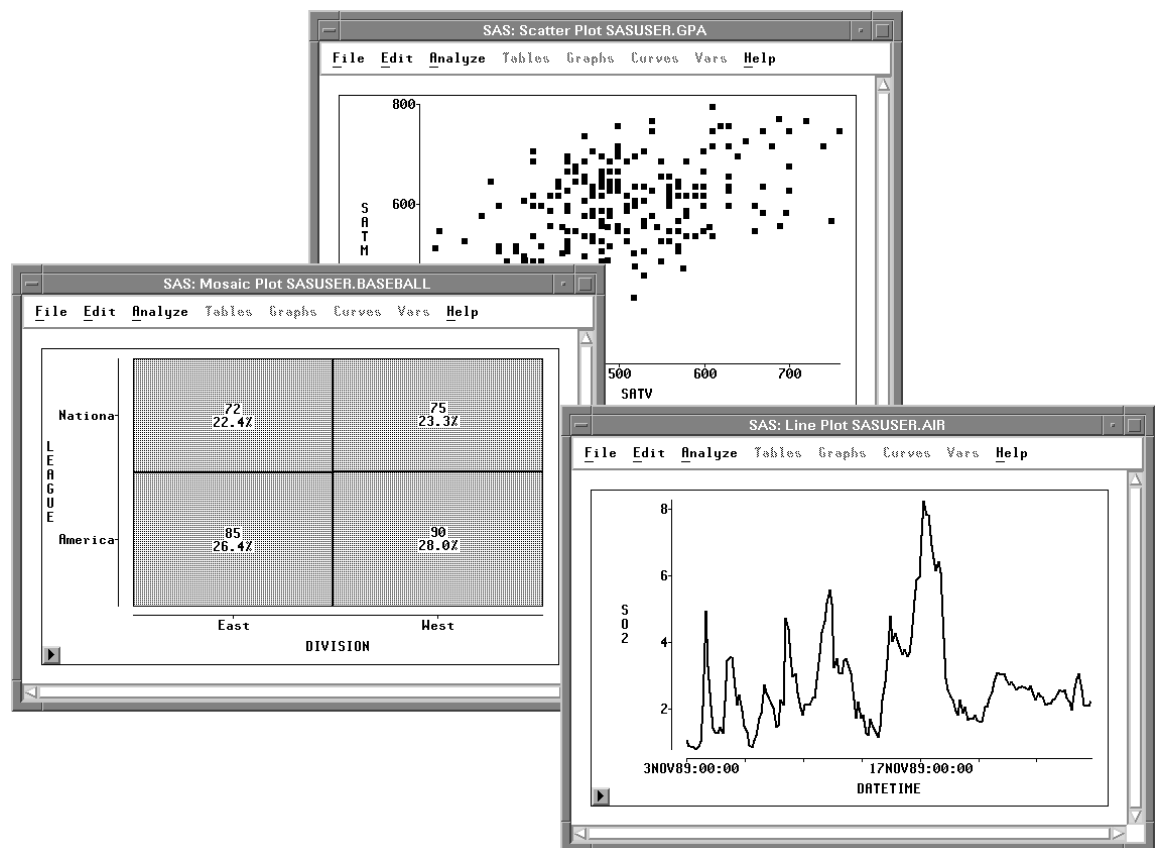 SAS: Scatter Plot SASUSER.GPA
File Edit Analyze Tables Graphs Curves Vars Help
800
600
SATM
500 600 700
SATV
SAS: Mosaic Plot SASUSER.BASEBALL
File Edit Analyze Tables Graphs Curves Vars Help
Nationa
72
22.4%
75
23.3%
LEAGUE
America
85
26.4%
90
28.0%
East West
DIVISION
SAS: Line Plot SASUSER.AIR
File Edit Analyze Tables Graphs Curves Vars Help
8
6
SO2
4
2
3NOV89:00:00 17NOV89:00:00
DATETIME